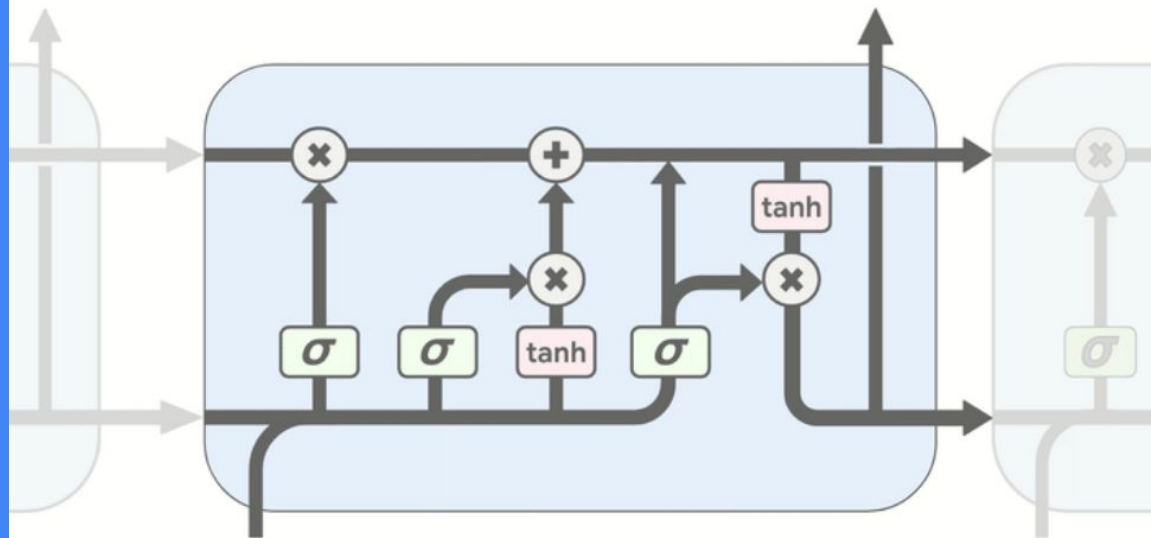 × + ×
tanh
× ×
σ σ tanh σ σ